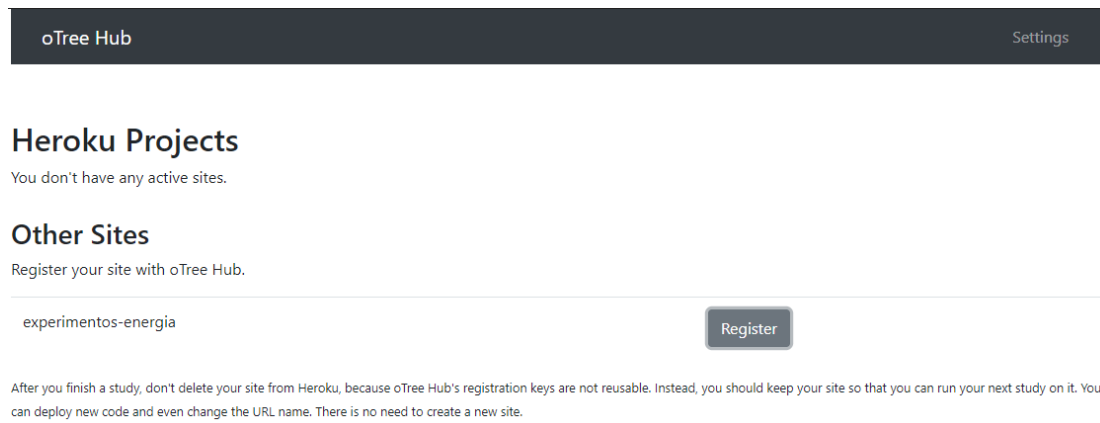 oTree Hub
Settings
Heroku Projects
You don't have any active sites.
Other Sites
Register your site with oTree Hub.
experimentos-energia
Register
After you finish a study, don't delete your site from Heroku, because oTree Hub's registration keys are not reusable. Instead, you should keep your site so that you can run your next study on it. You
can deploy new code and even change the URL name. There is no need to create a new site.